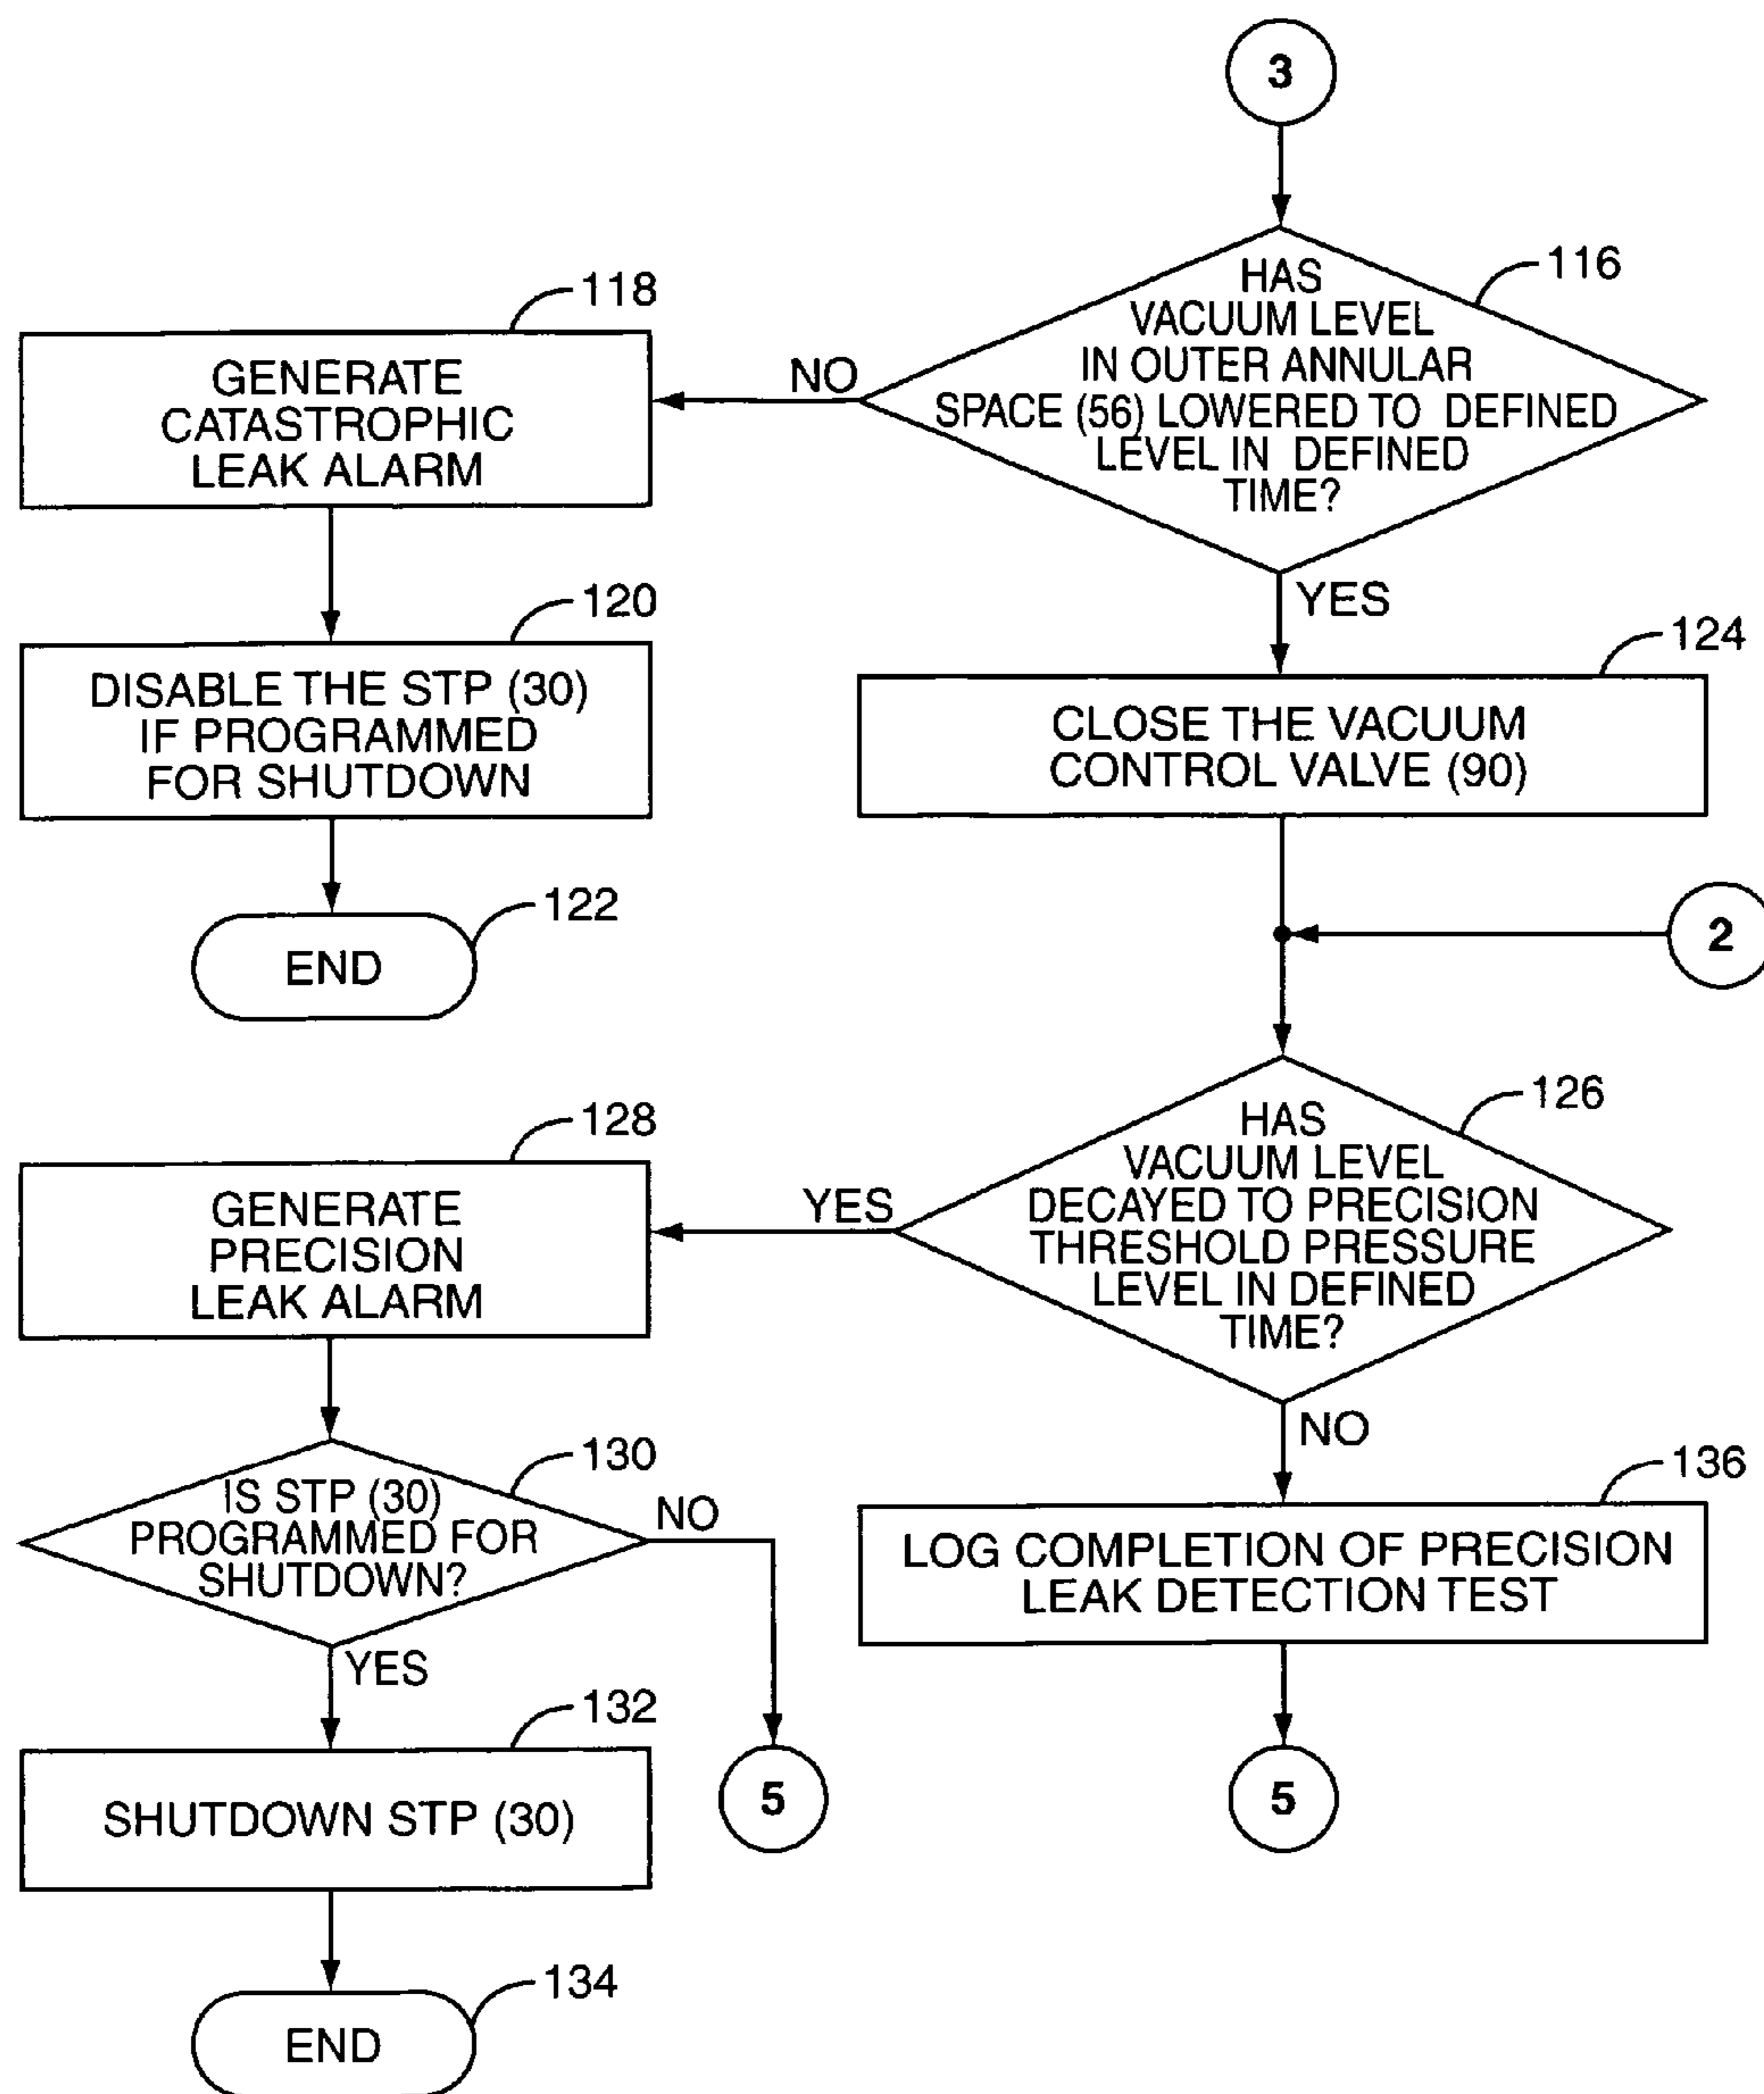 3
HAS
VACUUM LEVEL
IN OUTER ANNULAR
SPACE (56) LOWERED TO DEFINED
LEVEL IN DEFINED
TIME?
116
NO
YES
118
GENERATE
CATASTROPHIC
LEAK ALARM
120
DISABLE THE STP (30)
IF PROGRAMMED
FOR SHUTDOWN
122
END
124
CLOSE THE VACUUM
CONTROL VALVE (90)
2
126
HAS
VACUUM LEVEL
DECAYED TO PRECISION
THRESHOLD PRESSURE
LEVEL IN DEFINED
TIME?
YES
NO
128
GENERATE
PRECISION
LEAK ALARM
130
IS STP (30)
PROGRAMMED FOR
SHUTDOWN?
NO
YES
5
132
SHUTDOWN STP (30)
134
END
136
LOG COMPLETION OF PRECISION
LEAK DETECTION TEST
5